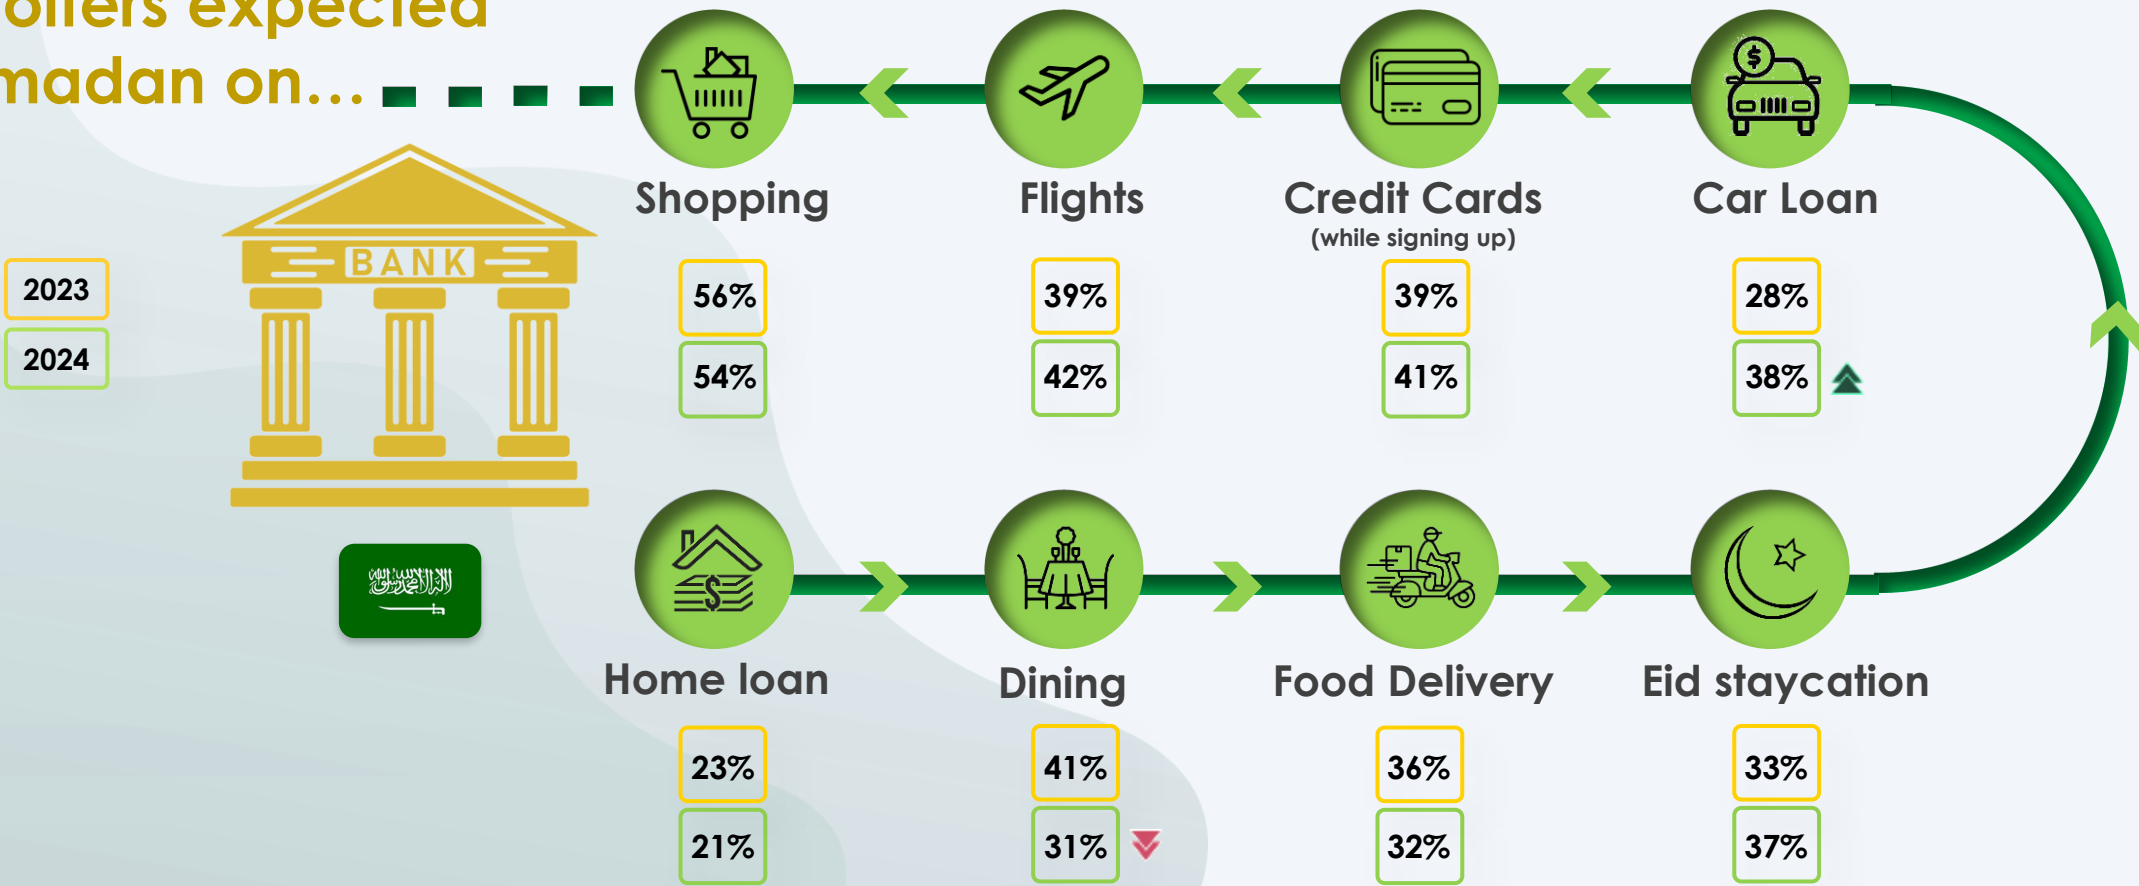 offers expected
madan on...
2023
2024
BANK
Shopping
56%
54%
Flights
39%
42%
Credit Cards
(while signing up)
39%
41%
Car Loan
28%
38%
Home loan
23%
21%
Dining
41%
31%
Food Delivery
36%
32%
Eid staycation
33%
37%